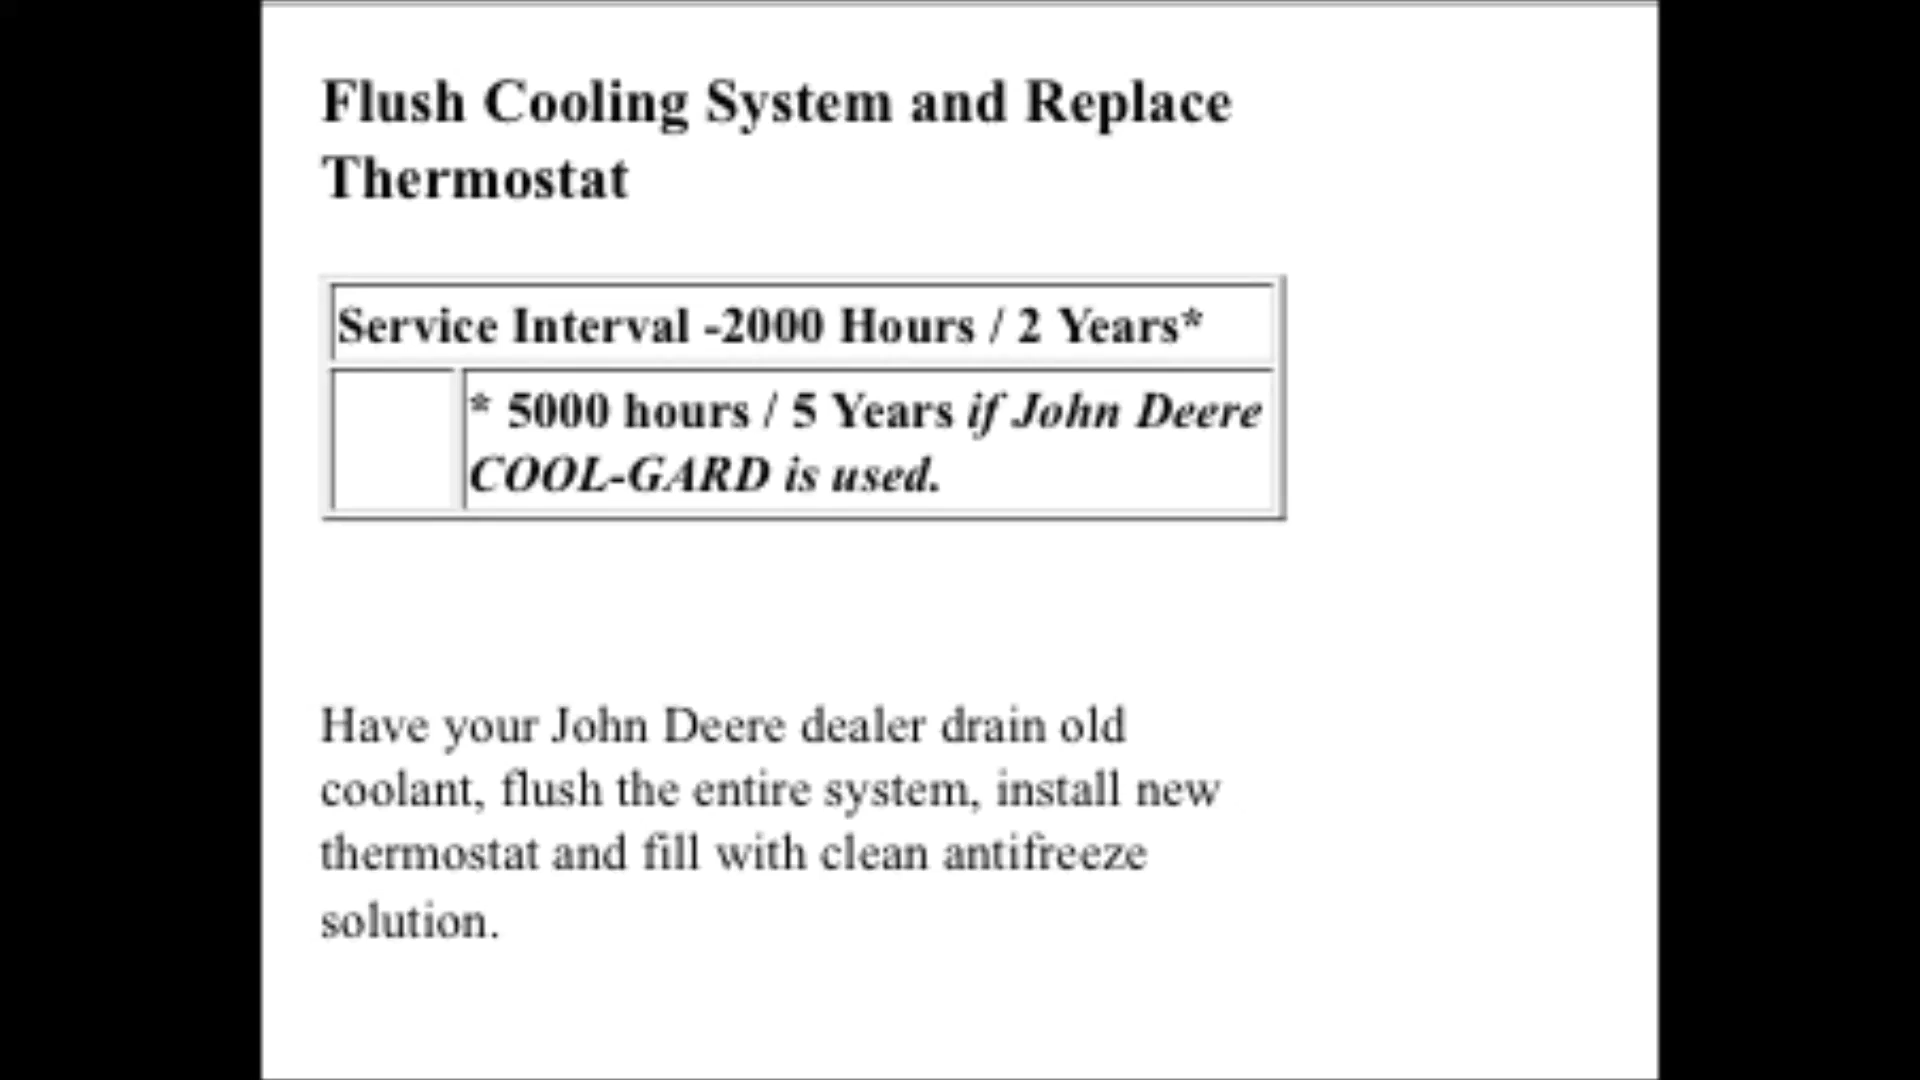 Flush Cooling System and Replace
Thermostat
Service Interval -2000 Hours / 2 Years*
* 5000 hours / 5 Years if John Deere
COOL-GARD is used.
Have your John Deere dealer drain old
coolant, flush the entire system, install new
thermostat and fill with clean antifreeze
solution.